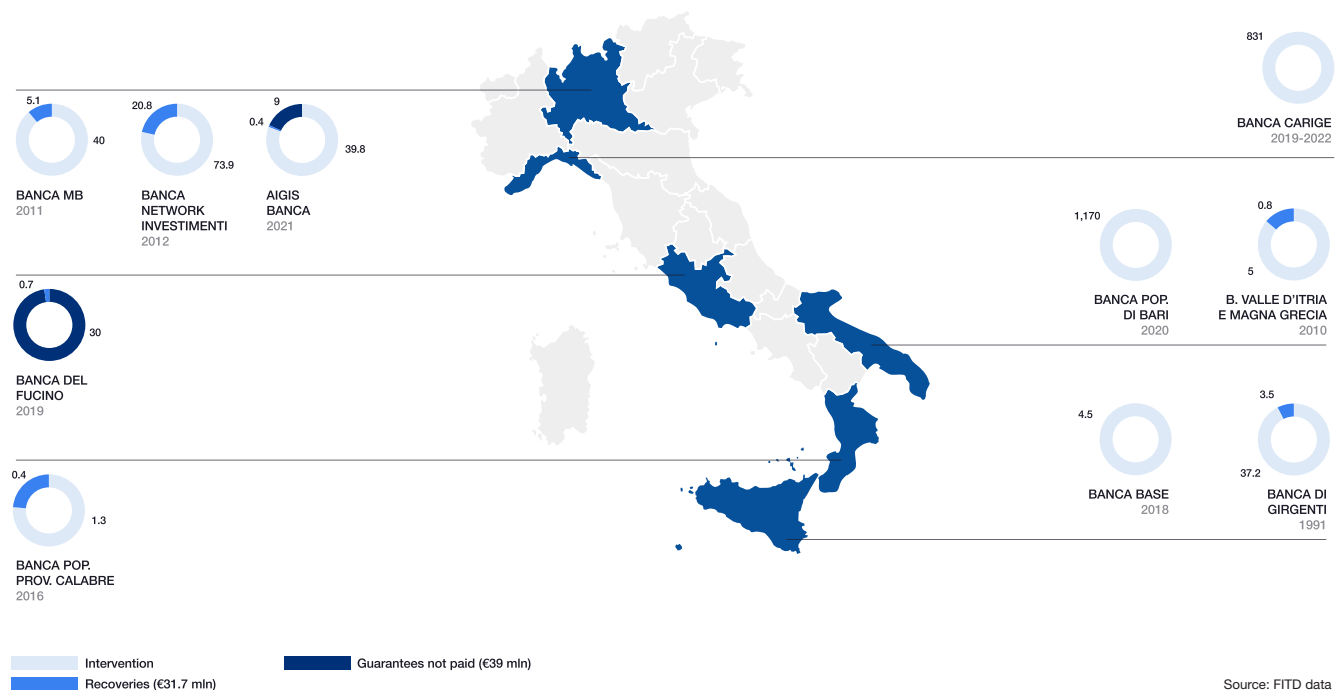 5.1
40
BANCA MB
2011
20.8
73.9
BANCA
NETWORK
INVESTIMENTI
2012
9
0.4
39.8
AIGIS
BANCA
2021
831
BANCA CARIGE
2019-2022
0.7
30
BANCA DEL
FUCINO
2019
1,170
BANCA POP.
DI BARI
2020
0.8
5
B. VALLE D’ITRIA
E MAGNA GRECIA
2010
0.4
1.3
BANCA POP.
PROV. CALABRE
2016
4.5
BANCA BASE
2018
3.5
37.2
BANCA DI
GIRGENTI
1991
Intervention
Recoveries (€31.7 mln)
Guarantees not paid (€39 mln)
Source: FITD data